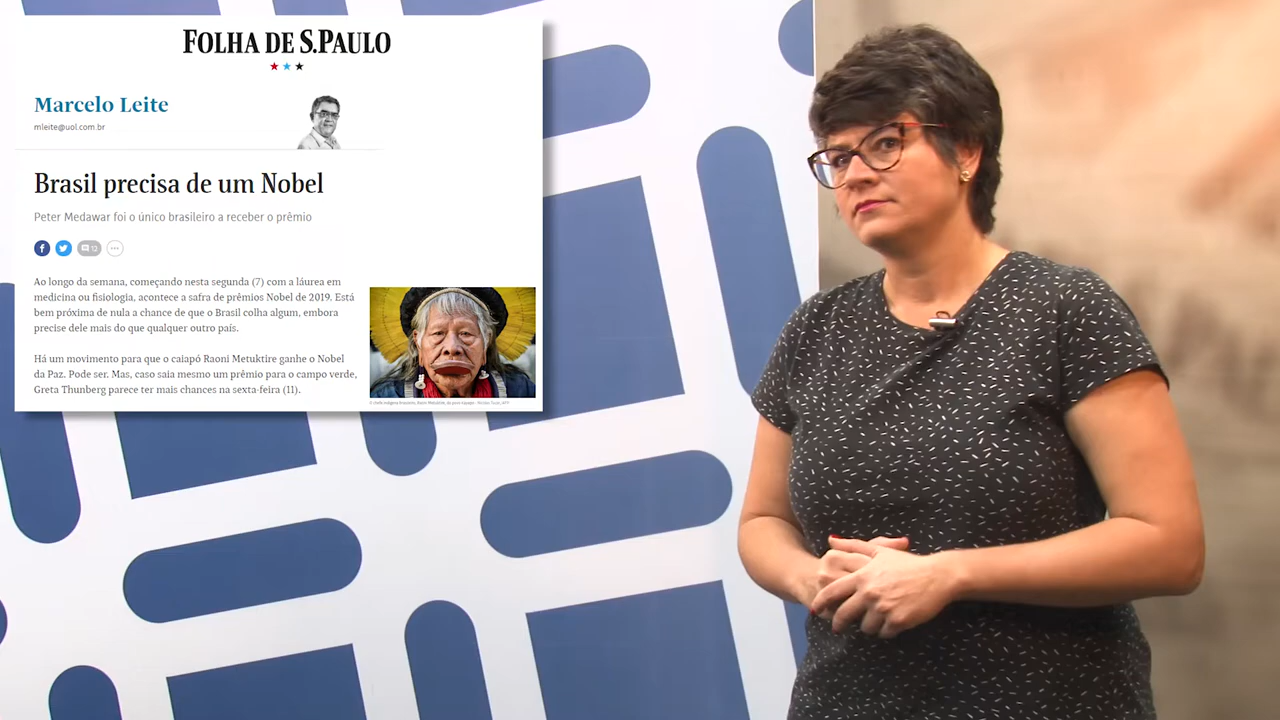 FOLHA DE S.PAULO
Marcelo Leite
mleite@uol.com.br
Brasil precisa de um Nobel
Peter Medawar foi o único brasileiro a receber o prêmio
12
Ao longo da semana, começando nesta segunda (7) com a láurea em
medicina ou fisiologia, acontece a safra de prêmios Nobel de 2019. Está
bem próxima de nula a chance de que o Brasil colha algum, embora
precise dele mais do que qualquer outro país.
Há um movimento para que o caiapó Raoni Metuktire ganhe o Nobel
da Paz. Pode ser. Mas, caso saia mesmo um prêmio para o campo verde,
Greta Thunberg parece ter mais chances na sexta-feira (11).